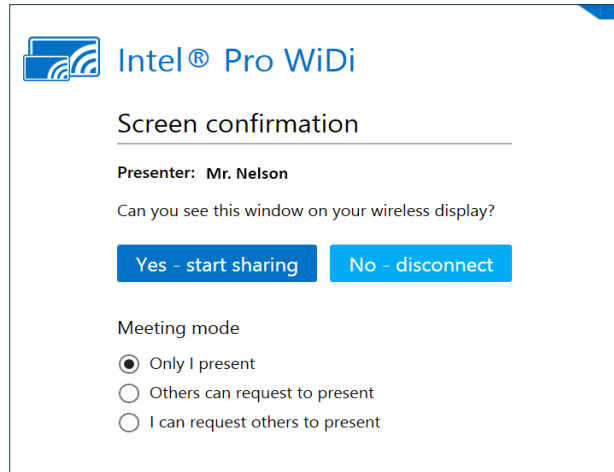 Intel® Pro WiDi
Screen confirmation
Presenter: Mr. Nelson
Can you see this window on your wireless display?
Yes - start sharing No - disconnect
Meeting mode
Only I present
Others can request to present
I can request others to present